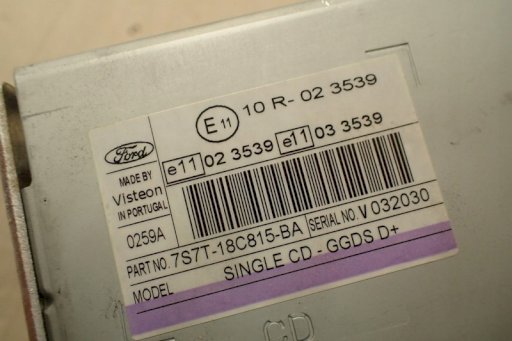 E 11 10 R- 02 3539
Ford
e11 02 3539 e11 03 3539
MADE BY
Visteon
IN PORTUGAL
0259A
PART NO. 7S7T-18C815-BA SERIAL NO. V 032030
MODEL SINGLE CD - GGDS D+
CD